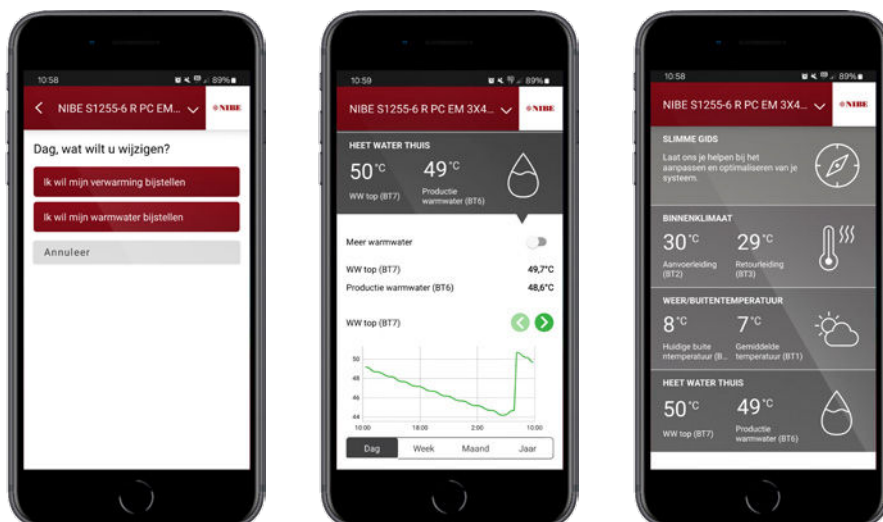 10:58
89%
NIBE S1255-6 R PC EM...
NIBE
Dag, wat wilt u wijzigen?
Ik wil mijn verwarming bijstellen
Ik wil mijn warmwater bijstellen
Annuleer
10:59
89%
NIBE S1255-6 R PC EM 3X4...
NIBE
HEET WATER THUIS
50°C 49°C
WW top (BT7) Productie
warmwater (BT6)
Meer warmwater
WW top (BT7) 49,7°C
Productie warmwater (BT6) 48,6°C
WW top (BT7)
50
48
46
44
10:00 18:00 2:00 10:00
Dag Week Maand Jaar
10:58
89%
NIBE S1255-6 R PC EM 3X4...
NIBE
SLIMME GIDS
Laat ons je helpen bij het
aanpassen en optimaliseren van je
systeem.
BINNENKLIMAAT
30°C 29°C
Aanvoerleiding Retourleiding
(BT2) (BT3)
WEER/BUITENTEMPERATUUR
8°C 7°C
Huidige buite Gemiddelde
ntemperatuur (B... temperatuur (BT1)
HEET WATER THUIS
50°C 49°C
WW top (BT7) Productie
warmwater (BT6)